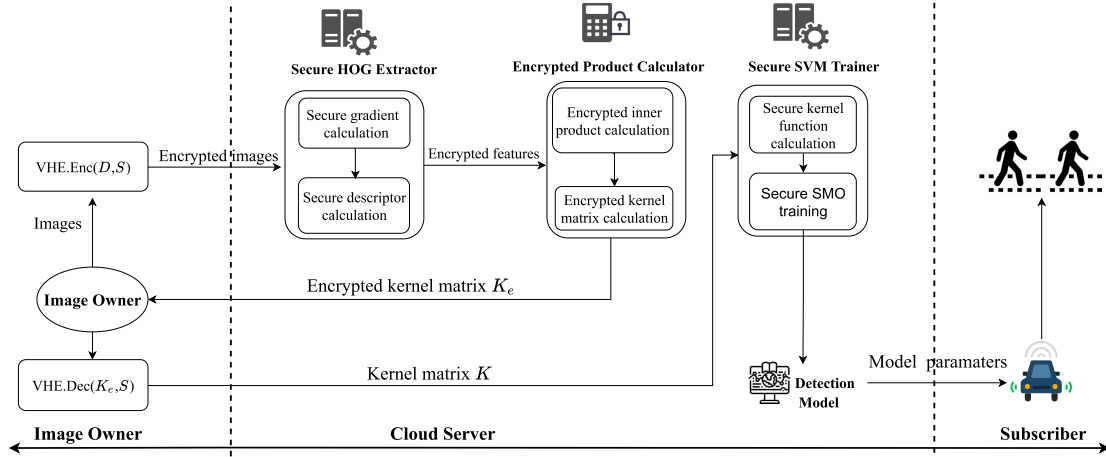 Secure HOG Extractor
Encrypted Product Calculator
Secure SVM Trainer
Secure gradient
calculation
Secure descriptor
calculation
Encrypted inner
product calculation
Encrypted kernel
matrix calculation
Secure kernel
function calculation
Secure SMO
training
VHE.Enc(D,S)
Encrypted images
Encrypted features
Images
Image Owner
Encrypted kernel matrix Kₑ
VHE.Dec(Kₑ,S)
Kernel matrix K
Detection
Model
Model paramaters
Image Owner
Cloud Server
Subscriber